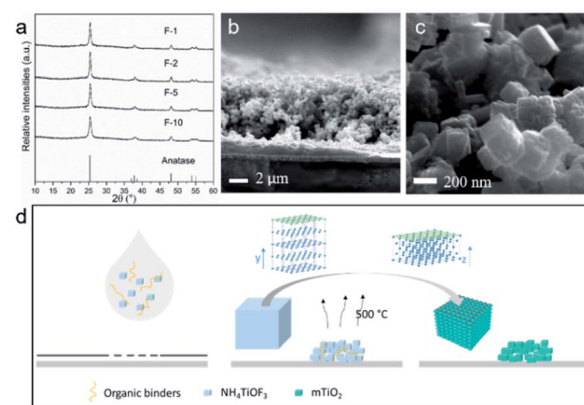 a
Relative intensities (a.u.)
F-1
F-2
F-5
F-10
Anatase
10 15 20 25 30 35 40 45 50 55 60
2θ (°)
b
2 μm
c
200 nm
d
y
z
500 °C
Organic binders
NH₄TiOF₃
mTiO₂